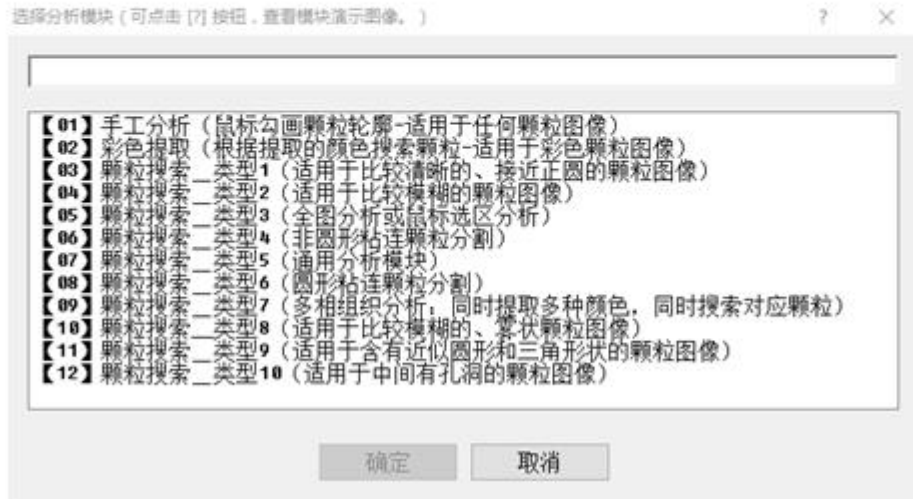 选择分析模块 ( 可点击 [?] 按钮，查看模块演示图像。 )
【01】手工分析（鼠标勾画颗粒轮廓-适用于任何颗粒图像）
【02】彩色提取（根据提取的颜色搜索颗粒-适用于彩色颗粒图像）
【03】颗粒搜索__类型1（适用于比较清晰的、接近正圆的颗粒图像）
【04】颗粒搜索__类型2（适用于比较模糊的颗粒图像）
【05】颗粒搜索__类型3（全图分析或鼠标选区分析）
【06】颗粒搜索__类型4（非圆形粘连颗粒分割）
【07】颗粒搜索__类型5（通用分析模块）
【08】颗粒搜索__类型6（圆形粘连颗粒分割）
【09】颗粒搜索__类型7（多相组织分析；同时提取多种颜色，同时搜索对应颗粒）
【10】颗粒搜索__类型8（适用于比较模糊的、雾状颗粒图像）
【11】颗粒搜索__类型9（适用于含有近似圆形和三角形状的颗粒图像）
【12】颗粒搜索__类型10（适用于中间有孔洞的颗粒图像）
确定 取消